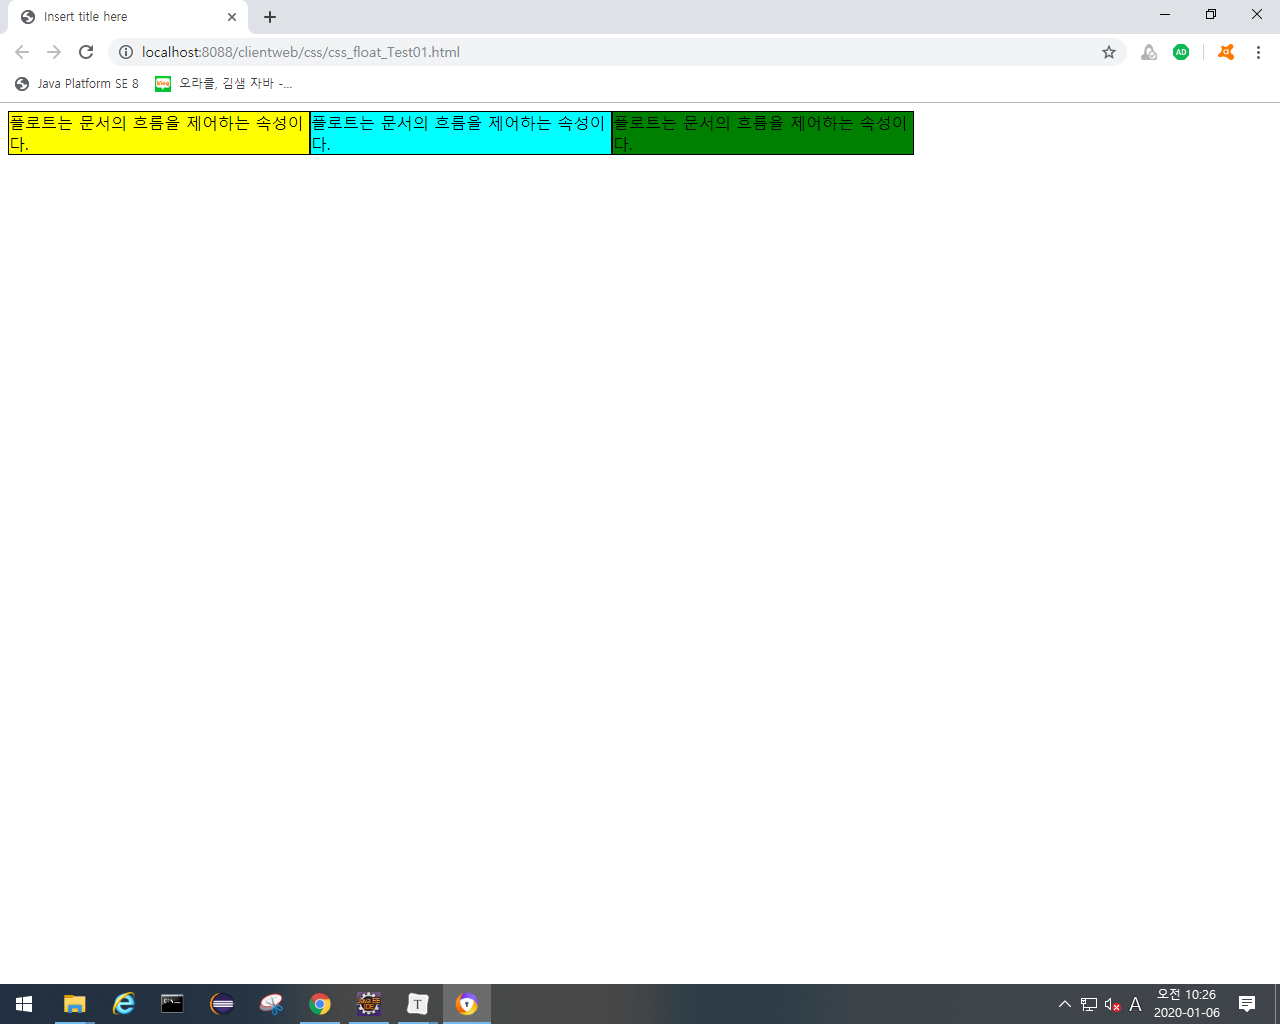 Insert title here
localhost:8088/clientweb/css/css_float_Test01.html
AD
Java Platform SE 8
blog
오라클, 김샘 자바 -...
플로트는 문서의 흐름을 제어하는 속성이
다.
플로트는 문서의 흐름을 제어하는 속성이
다.
플로트는 문서의 흐름을 제어하는 속성이
다.
T
A
오전 10:26
2020-01-06